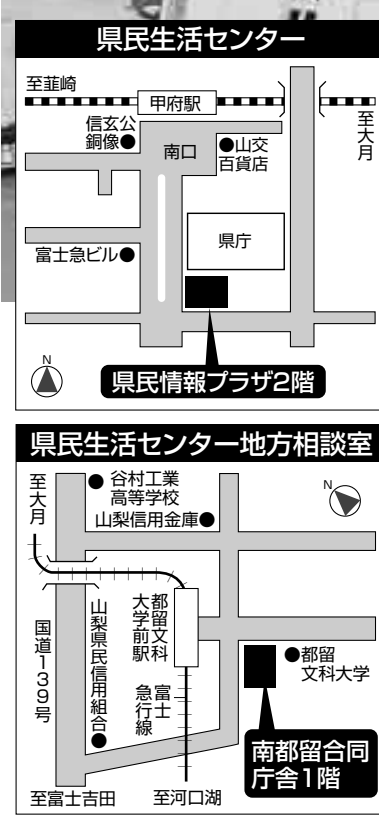 県民生活センター
至韮崎
甲府駅
至大月
信玄公
銅像●
南口
●山交
百貨店
県庁
富士急ビル●
N
県民情報プラザ2階
県民生活センター地方相談室
至大月
●谷村工業
高等学校
山梨信用金庫●
N
国道139号
山梨県民信用組合●
都留文科
大学前駅
富士
急行線
●都留
文科大学
南都留合同
庁舎1階
至富士吉田
至河口湖